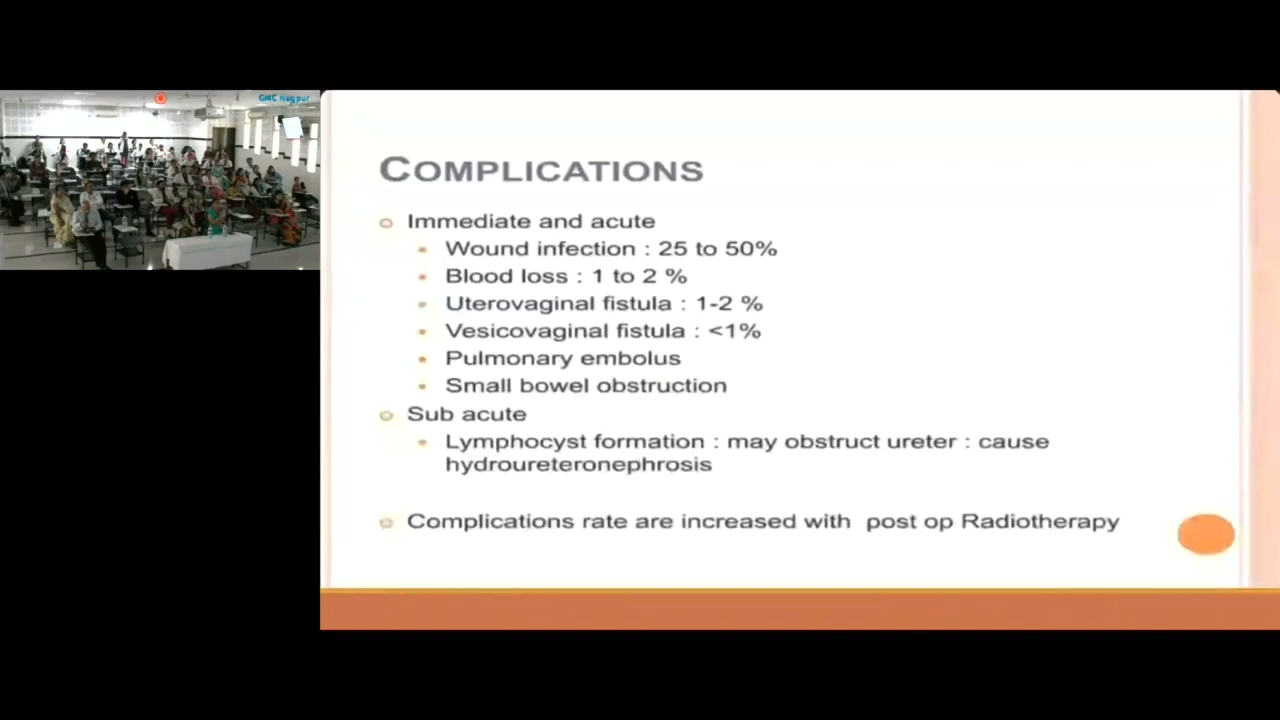 GMC Nagpur
COMPLICATIONS
Immediate and acute
Wound infection : 25 to 50%
Blood loss : 1 to 2 %
Uterovaginal fistula : 1-2 %
Vesicovaginal fistula : <1%
Pulmonary embolus
Small bowel obstruction
Sub acute
Lymphocyst formation : may obstruct ureter : cause
hydroureteronephrosis
Complications rate are increased with post op Radiotherapy